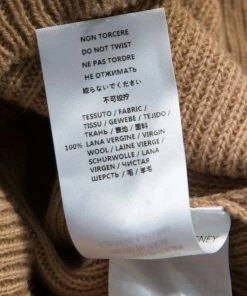 NON TORCERE
DO NOT TWIST
NE PAS TORDRE
НЕ ОТЖИМАТЬ
絞らないでください
不可绞拧
TESSUTO / FABRIC /
TISSU / GEWEBE / TEJIDO /
ТКАНЬ / 表地 / 面料
100% LANA VERGINE / VIRGIN
WOOL / LAINE VIERGE /
SCHURWOLLE / LANA
VIRGEN / ЧИСТАЯ
ШЕРСТЬ / 毛 / 羊毛